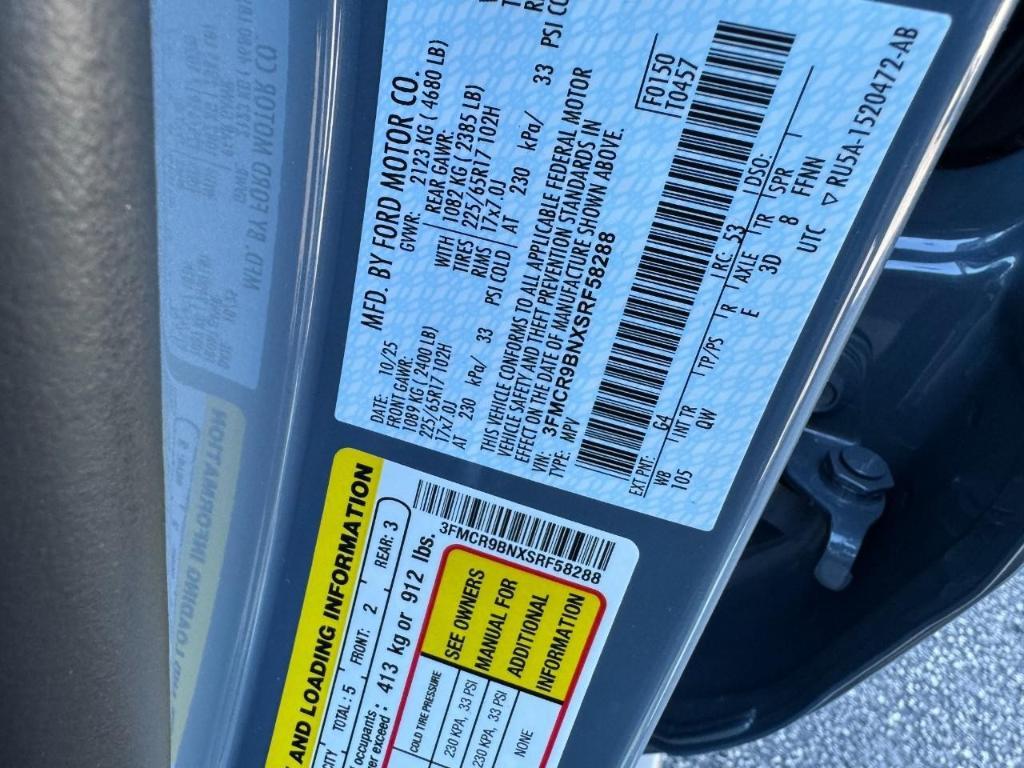 MFD. BY FORD MOTOR CO.
DATE: 10/25 GVWR: 2123 KG ( 4680 LB)
FRONT GAWR: WITH REAR GAWR:
1089 KG ( 2400 LB) 1082 KG ( 2385 LB)
225/65R17 102H TIRES 225/65R17 102H
17x7.0J RIMS 17x7.0J
AT 230 kPa/ 33 PSI COLD AT 230 kPa/ 33 PSI CO
THIS VEHICLE CONFORMS TO ALL APPLICABLE FEDERAL MOTOR
VEHICLE SAFETY AND THEFT PREVENTION STANDARDS IN
EFFECT ON THE DATE OF MANUFACTURE SHOWN ABOVE.
VIN: 3FMCR9BNXSRF58288
TYPE: MPV
F0150
T0457
EXT PNT: G4 RC: 53 DSO:
WB INT TR TP/PS R AXLE TR SPR
105 QW E 3D 8 FFNN
UTC ▽ RU5A-1520472-AB
AND LOADING INFORMATION
CITY TOTAL: 5 FRONT: 2 REAR: 3
occupants
er exceed: 413 kg or 912 lbs.
3FMCR9BNXSRF58288
COLD TIRE PRESSURE
230 KPA, 33 PSI
230 KPA, 33 PSI
NONE
SEE OWNERS
MANUAL FOR
ADDITIONAL
INFORMATION